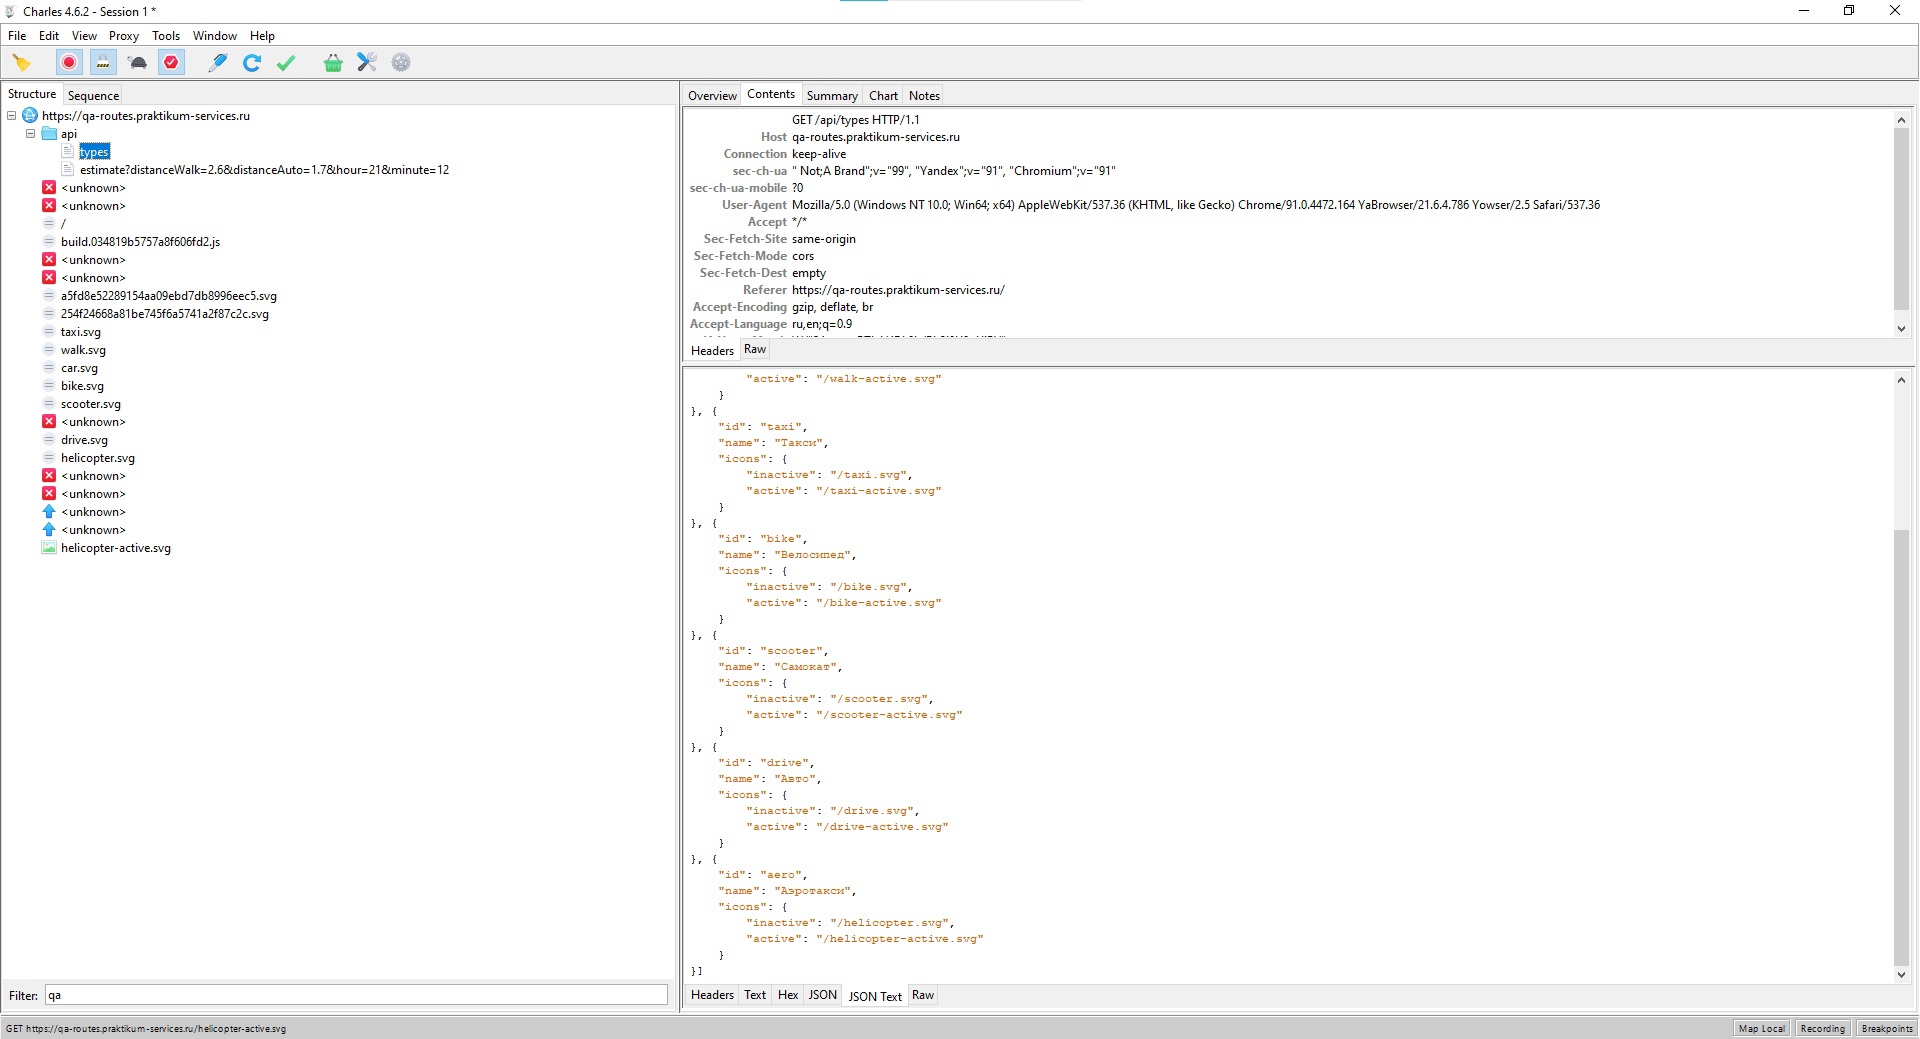 Charles 4.6.2 - Session 1 *
File Edit View Proxy Tools Window Help
Structure Sequence
https://qa-routes.praktikum-services.ru
api
types
estimate?distanceWalk=2.6&distanceAuto=1.7&hour=21&minute=12
<unknown>
<unknown>
/
build.034819b5757a8f606fd2.js
<unknown>
<unknown>
a5fd8e52289154aa09ebd7db8996eec5.svg
254f24668a81be745f6a5741a2f87c2c.svg
taxi.svg
walk.svg
car.svg
bike.svg
scooter.svg
<unknown>
drive.svg
helicopter.svg
<unknown>
<unknown>
<unknown>
<unknown>
helicopter-active.svg
Filter: qa
Overview Contents Summary Chart Notes
GET /api/types HTTP/1.1
Host qa-routes.praktikum-services.ru
Connection keep-alive
sec-ch-ua " Not;A Brand";v="99", "Yandex";v="91", "Chromium";v="91"
sec-ch-ua-mobile ?0
User-Agent Mozilla/5.0 (Windows NT 10.0; Win64; x64) AppleWebKit/537.36 (KHTML, like Gecko) Chrome/91.0.4472.164 YaBrowser/21.6.4.786 Yowser/2.5 Safari/537.36
Accept */*
Sec-Fetch-Site same-origin
Sec-Fetch-Mode cors
Sec-Fetch-Dest empty
Referer https://qa-routes.praktikum-services.ru/
Accept-Encoding gzip, deflate, br
Accept-Language ru,en;q=0.9
Headers Raw
"active": "/walk-active.svg"
}
}, {
"id": "taxi",
"name": "Такси",
"icons": {
"inactive": "/taxi.svg",
"active": "/taxi-active.svg"
}
}, {
"id": "bike",
"name": "Велосипед",
"icons": {
"inactive": "/bike.svg",
"active": "/bike-active.svg"
}
}, {
"id": "scooter",
"name": "Самокат",
"icons": {
"inactive": "/scooter.svg",
"active": "/scooter-active.svg"
}
}, {
"id": "drive",
"name": "Авто",
"icons": {
"inactive": "/drive.svg",
"active": "/drive-active.svg"
}
}, {
"id": "aero",
"name": "Аэротакси",
"icons": {
"inactive": "/helicopter.svg",
"active": "/helicopter-active.svg"
}
}]
Headers Text Hex JSON JSON Text Raw
GET https://qa-routes.praktikum-services.ru/helicopter-active.svg
Map Local Recording Breakpoints